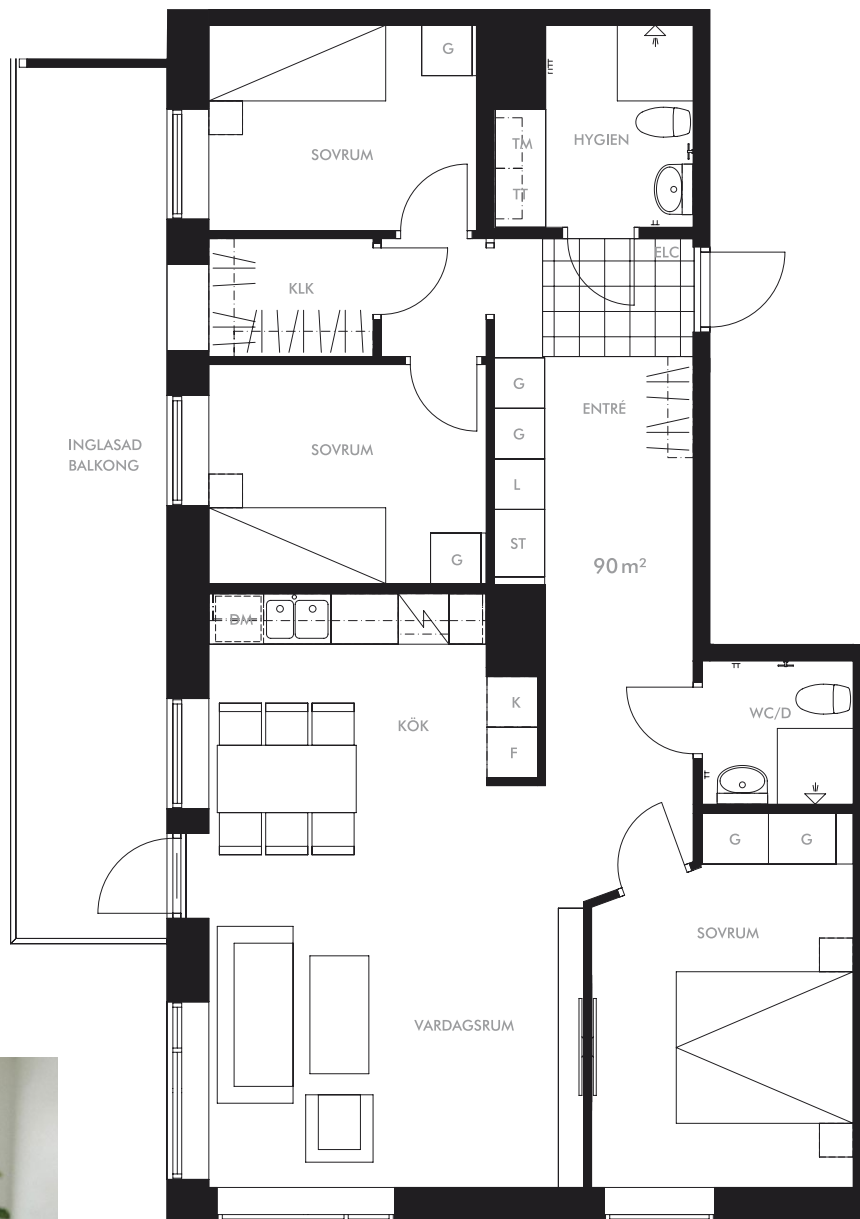 G
SOVRUM
TM
TT
HYGIEN
ELC
KLK
G
G
L
ST
ENTRÉ
INGLASAD
BALKONG
SOVRUM
G
90 m²
DM
K
F
KÖK
WC/D
G
G
SOVRUM
VARDAGSRUM